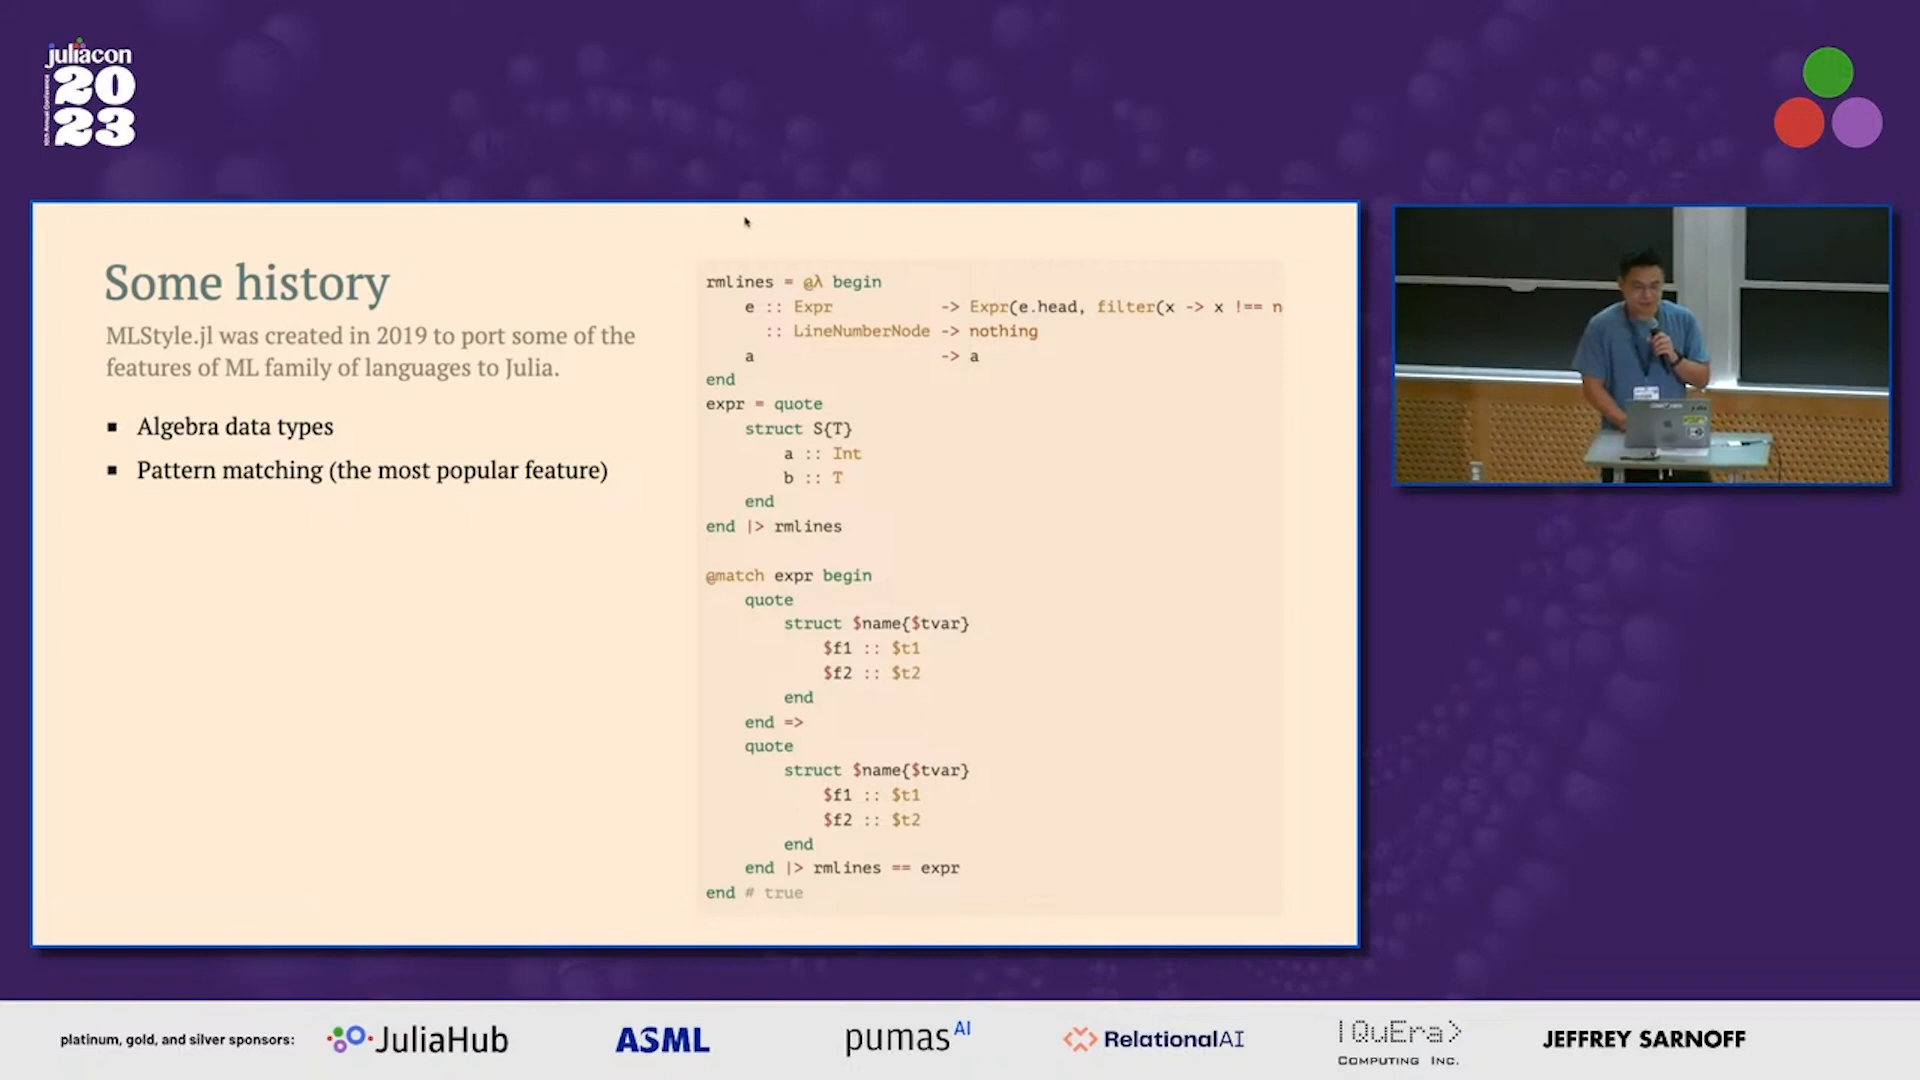 juliacon
20
23
Some history
MLStyle.jl was created in 2019 to port some of the
features of ML family of languages to Julia.
▪ Algebra data types
▪ Pattern matching (the most popular feature)
rmlines = @λ begin
    e :: Expr           -> Expr(e.head, filter(x -> x !== n
      :: LineNumberNode -> nothing
    a                   -> a
end
expr = quote
    struct S{T}
        a :: Int
        b :: T
    end
end |> rmlines
@match expr begin
    quote
        struct $name{$tvar}
            $f1 :: $t1
            $f2 :: $t2
        end
    end =>
    quote
        struct $name{$tvar}
            $f1 :: $t1
            $f2 :: $t2
        end
    end |> rmlines == expr
end # true
platinum, gold, and silver sponsors:
JuliaHub
ASML
pumasAI
RelationalAI
|QuEra>
COMPUTING INC.
JEFFREY SARNOFF